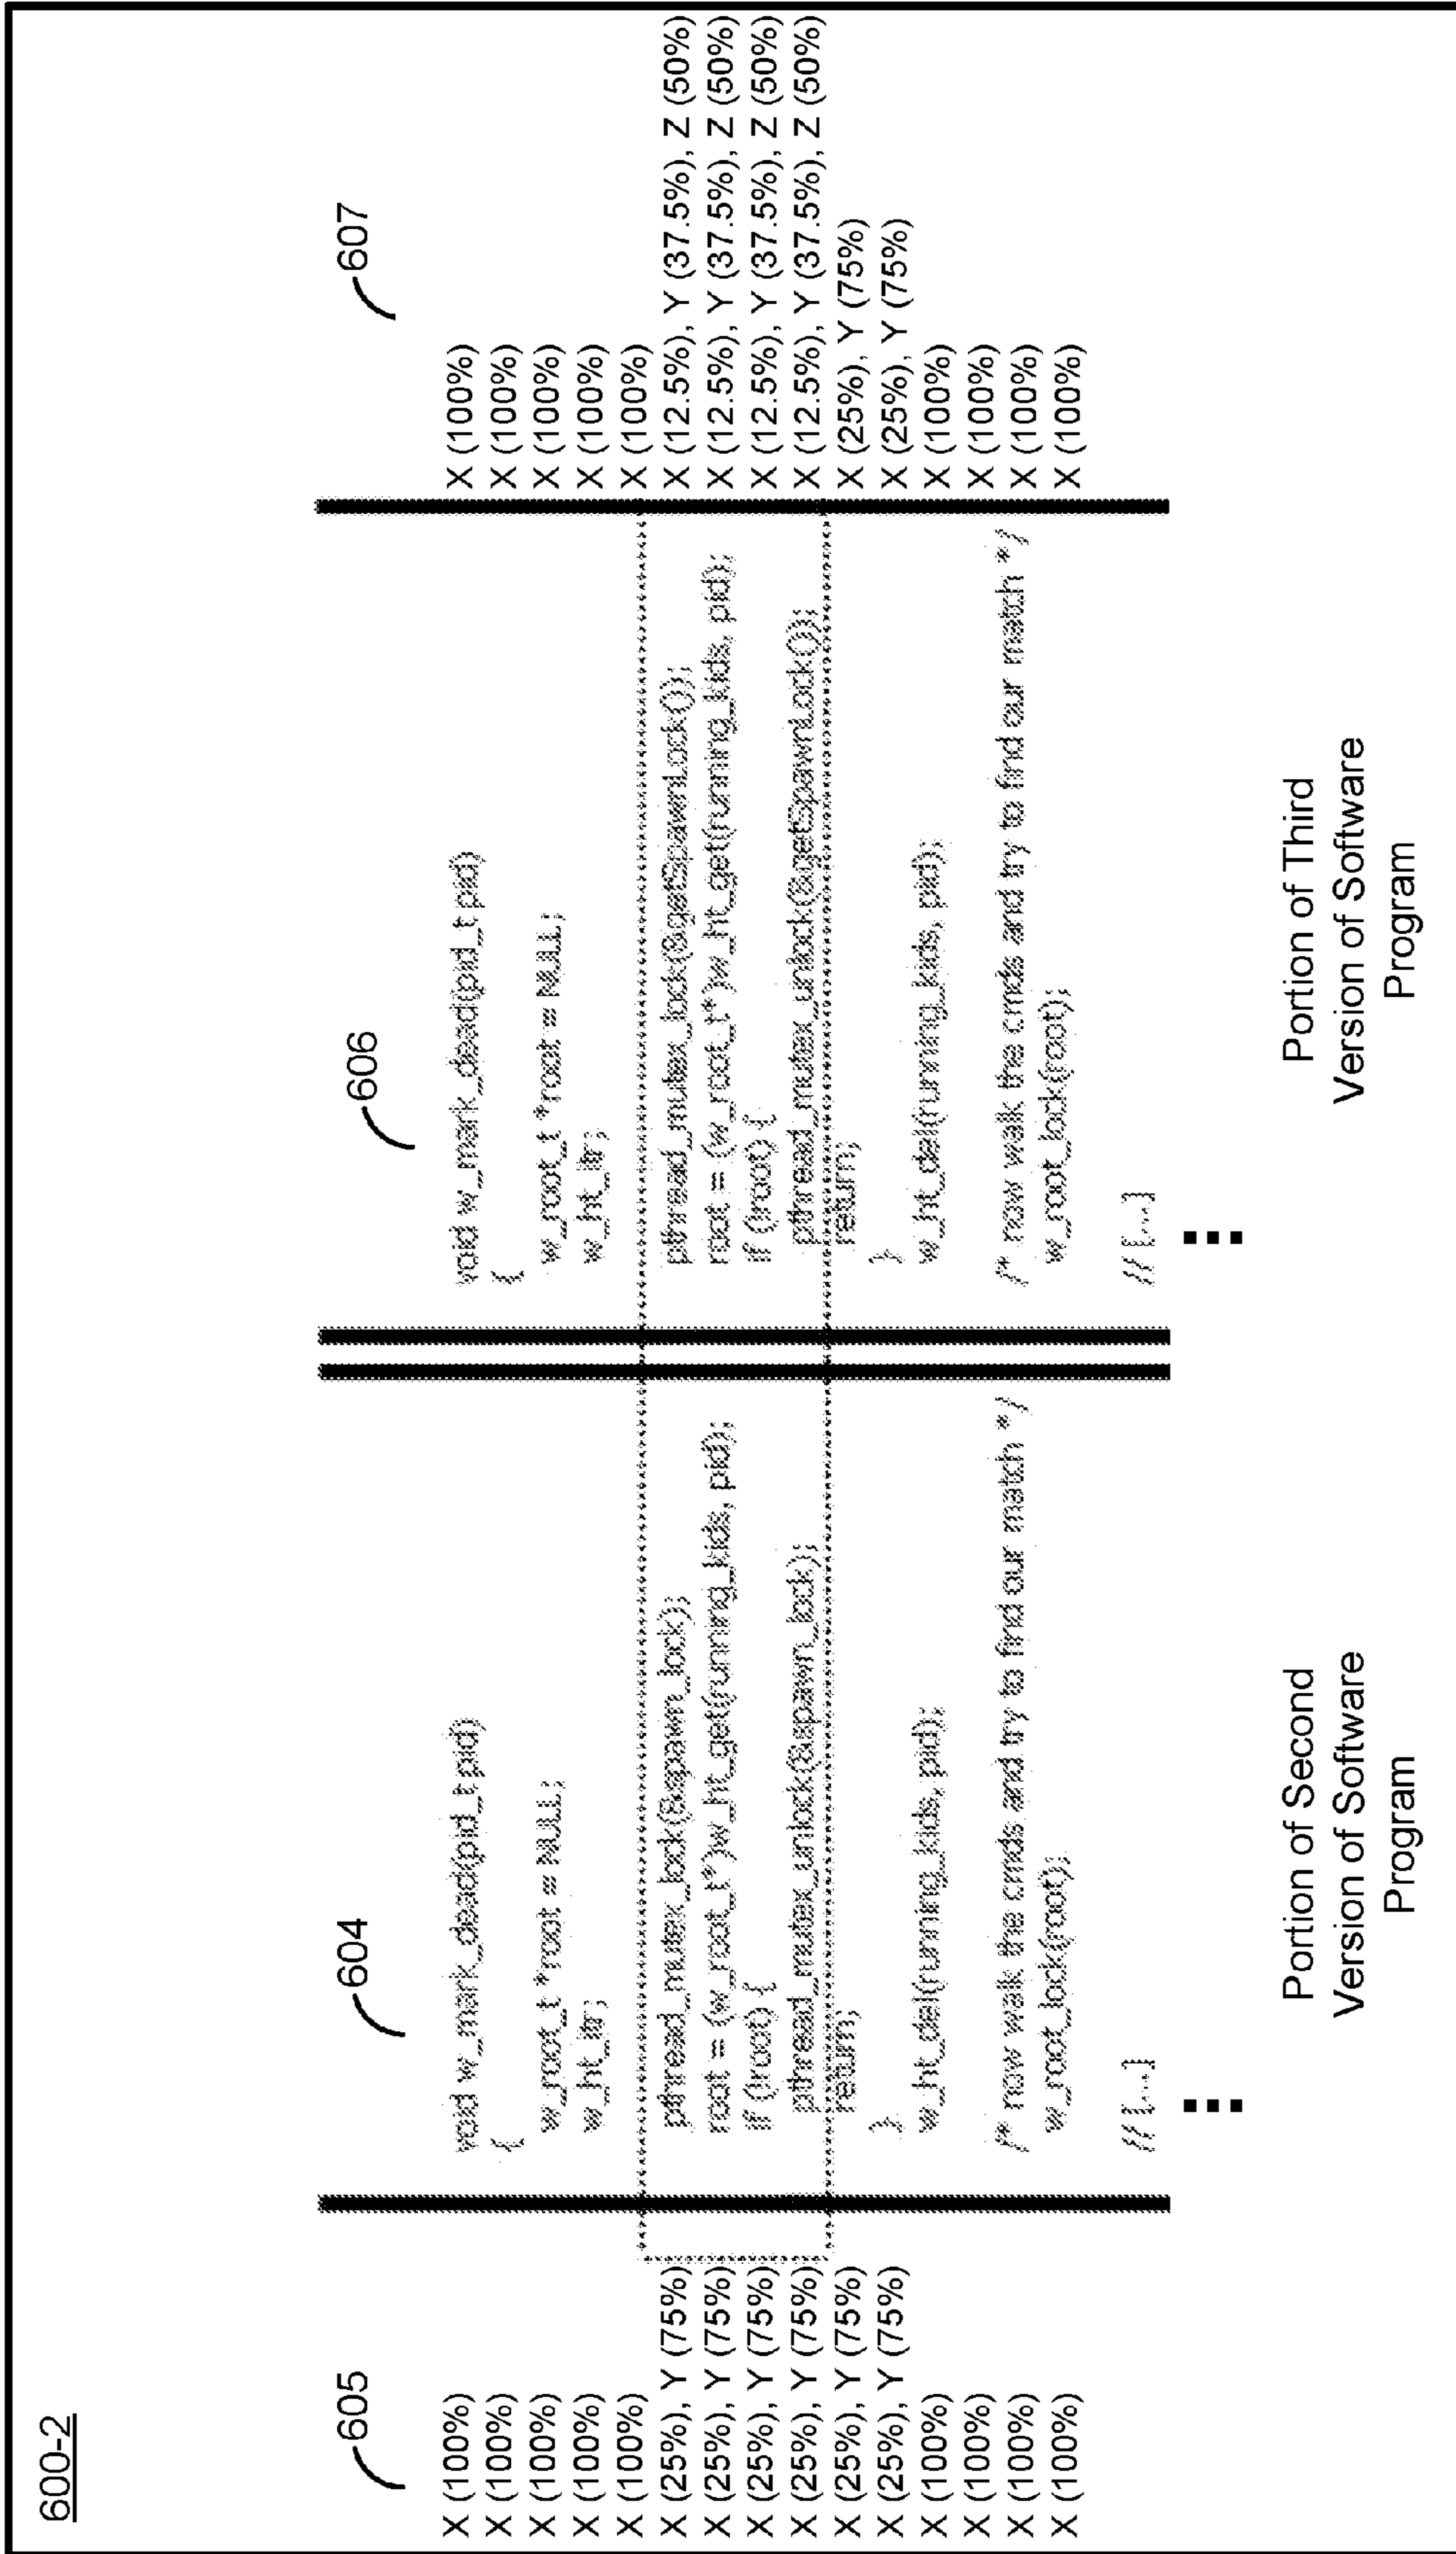 600-2
605
X (100%)
X (100%)
X (100%)
X (100%)
X (100%)
X (25%), Y (75%)
X (25%), Y (75%)
X (25%), Y (75%)
X (25%), Y (75%)
X (25%), Y (75%)
X (25%), Y (75%)
X (100%)
X (100%)
X (100%)
X (100%)
604
void w_mark_dead(pid_t pid)
{
w_root_t *root = NULL;
w_ht_itr;
pthread_mutex_lock(&spawn_lock);
root = (w_root_t*)w_ht_get(running_kids, pid);
if (!root) {
pthread_mutex_unlock(&spawn_lock);
return;
}
w_ht_del(running_kids, pid);
/* now walk the cmds and try to find our match */
w_root_lock(root);
// [...]
Portion of Second
Version of Software
Program
606
void w_mark_dead(pid_t pid)
{
w_root_t *root = NULL;
w_ht_itr;
pthread_mutex_lock(&getSpawnLock());
root = (w_root_t*)w_ht_get(running_kids, pid);
if (!root) {
pthread_mutex_unlock(&getSpawnLock());
return;
}
w_ht_del(running_kids, pid);
/* now walk the cmds and try to find our match */
w_root_lock(root);
// [...]
Portion of Third
Version of Software
Program
607
X (100%)
X (100%)
X (100%)
X (100%)
X (100%)
X (12.5%), Y (37.5%), Z (50%)
X (12.5%), Y (37.5%), Z (50%)
X (12.5%), Y (37.5%), Z (50%)
X (12.5%), Y (37.5%), Z (50%)
X (25%), Y (75%)
X (25%), Y (75%)
X (100%)
X (100%)
X (100%)
X (100%)